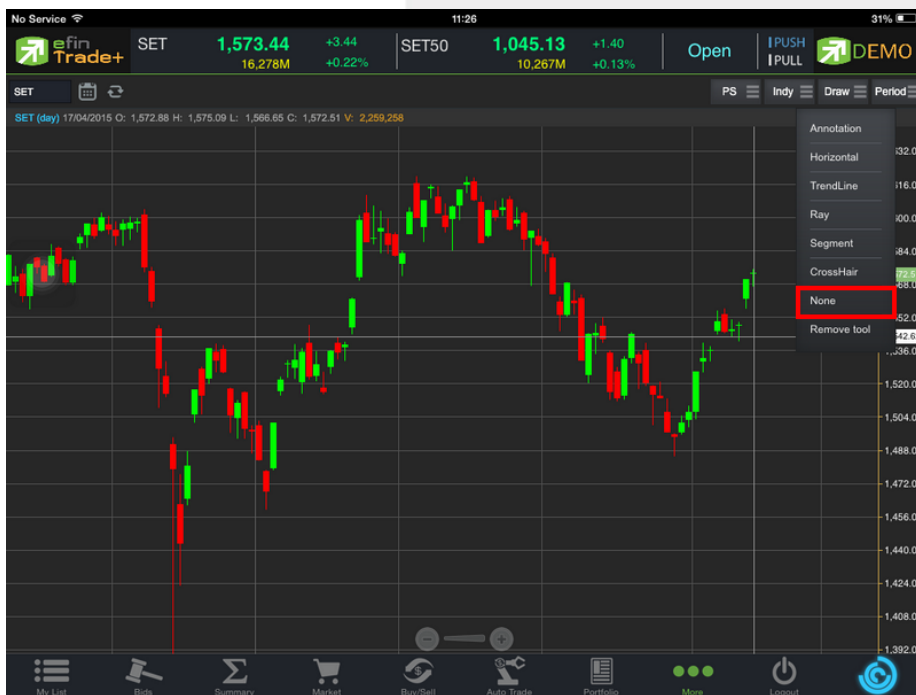 No Service 11:26 31%
efin Trade+ SET 1,573.44 +3.44 SET50 1,045.13 +1.40 Open PUSH DEMO
16,278M +0.22% 10,267M +0.13% PULL
SET PS Indy Draw Period
SET (day) 17/04/2015 O: 1,572.88 H: 1,575.09 L: 1,566.65 C: 1,572.51 V: 2,259,258
Annotation
Horizontal
TrendLine
Ray
Segment
CrossHair
None
Remove tool
1,520.0
1,504.0
1,488.0
1,472.0
1,456.0
1,440.0
1,424.0
1,408.0
1,392.0
My List Bids Summary Market Buy/Sell Auto Trade Portfolio More Logout